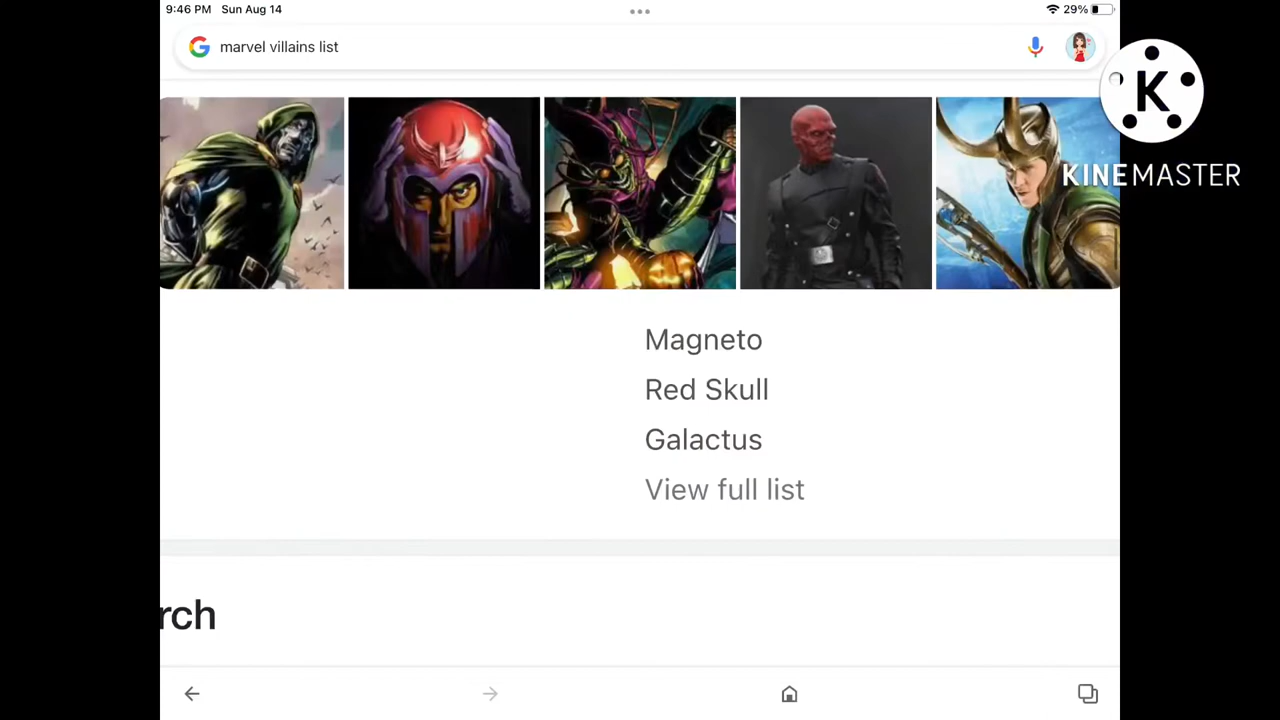 9:46 PM Sun Aug 14
29%
marvel villains list
K
KINEMASTER
Magneto
Red Skull
Galactus
View full list
rch